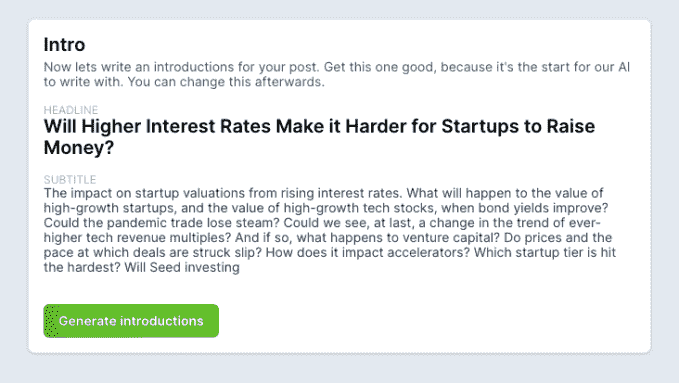 Intro
Now lets write an introductions for your post. Get this one good, because it's the start for our AI
to write with. You can change this afterwards.
HEADLINE
Will Higher Interest Rates Make it Harder for Startups to Raise
Money?
SUBTITLE
The impact on startup valuations from rising interest rates. What will happen to the value of
high-growth startups, and the value of high-growth tech stocks, when bond yields improve?
Could the pandemic trade lose steam? Could we see, at last, a change in the trend of ever-
higher tech revenue multiples? And if so, what happens to venture capital? Do prices and the
pace at which deals are struck slip? How does it impact accelerators? Which startup tier is hit
the hardest? Will Seed investing
Generate introductions